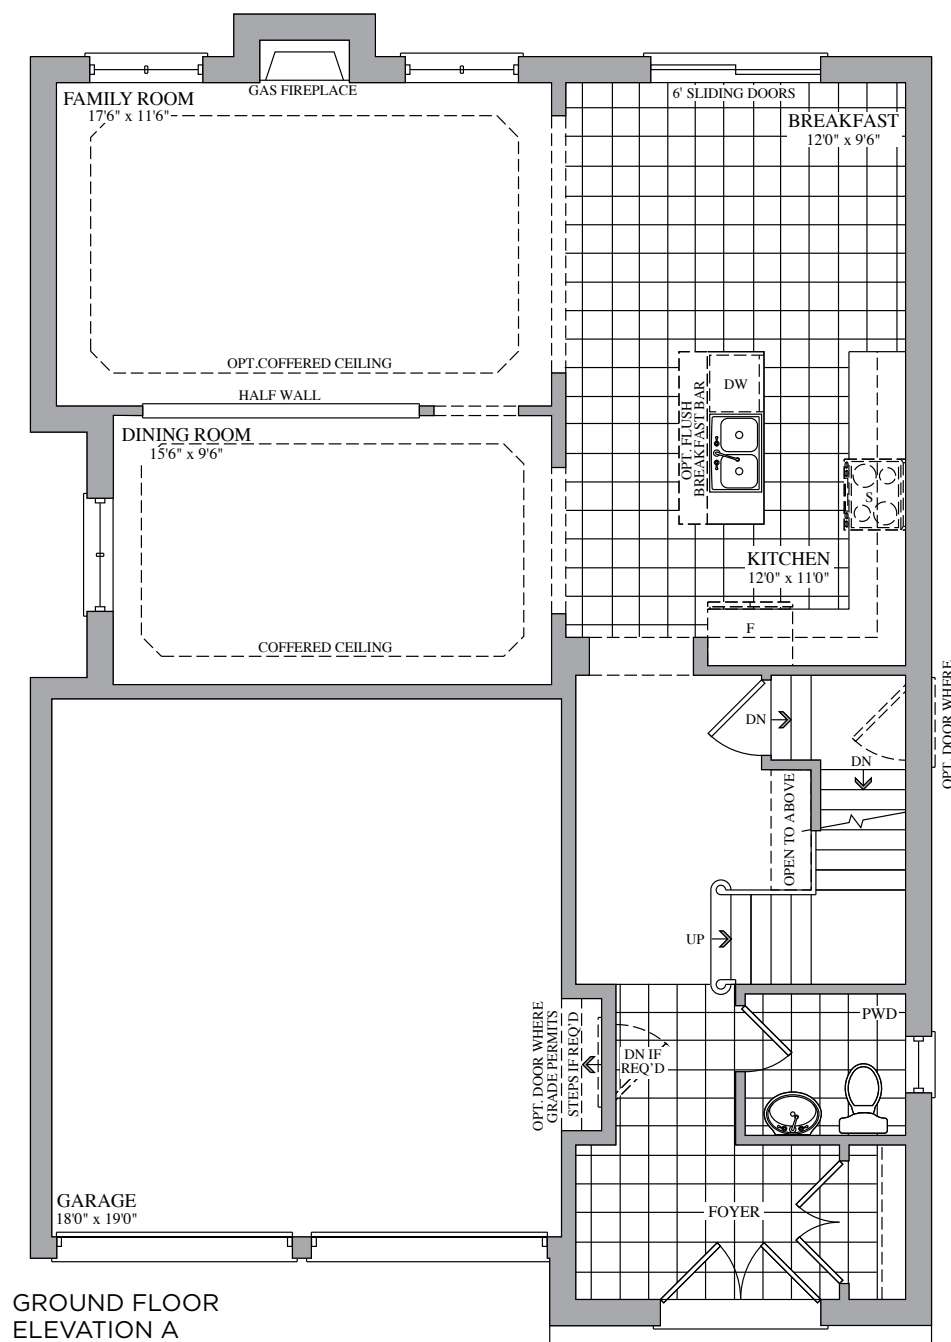 GAS FIREPLACE
FAMILY ROOM
17'6" x 11'6"
6' SLIDING DOORS
BREAKFAST
12'0" x 9'6"
OPT.COFFERED CEILING
HALF WALL
DINING ROOM
15'6" x 9'6"
COFFERED CEILING
DW
OPT. FLUSH
BREAKFAST BAR
S
KITCHEN
12'0" x 11'0"
F
DN
DN
OPT. DOOR WHERE
OPEN TO ABOVE
UP
PWD
OPT. DOOR WHERE
GRADE PERMITS
STEPS IF REQ'D
DN IF
REQ'D
GARAGE
18'0" x 19'0"
FOYER
GROUND FLOOR
ELEVATION A